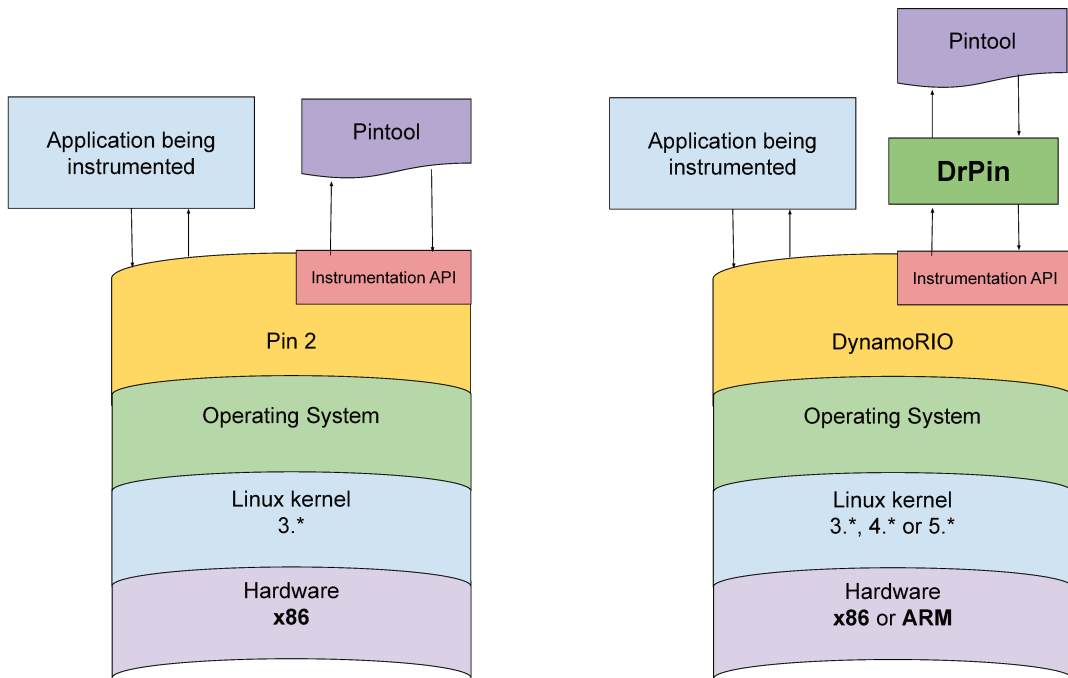 Application being
instrumented
Pintool
Instrumentation API
Pin 2
Operating System
Linux kernel
3.*
Hardware
x86
Pintool
Application being
instrumented
DrPin
Instrumentation API
DynamoRIO
Operating System
Linux kernel
3.*, 4.* or 5.*
Hardware
x86 or ARM